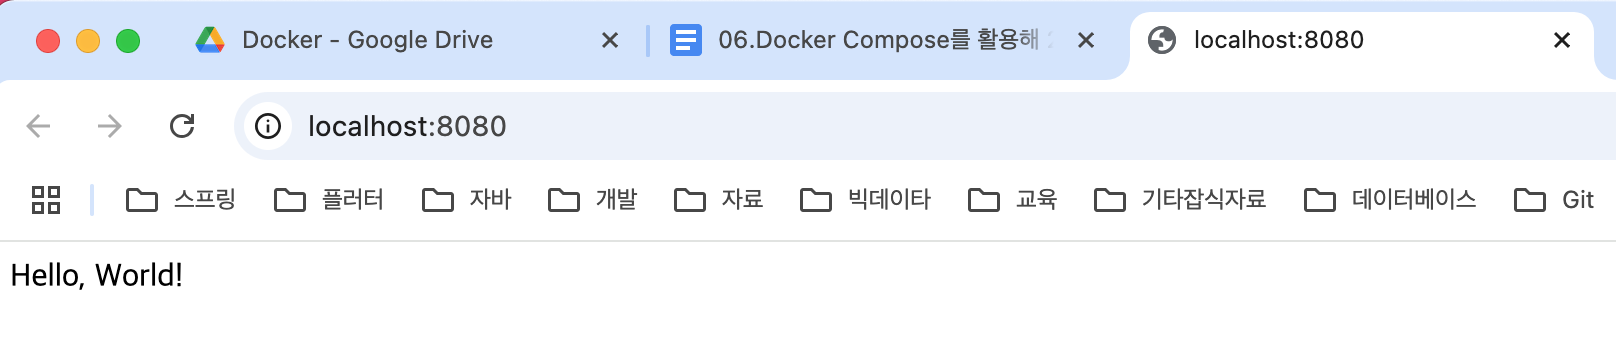 Docker - Google Drive
06.Docker Compose를 활용해
localhost:8080
localhost:8080
스프링 플러터 자바 개발 자료 빅데이타 교육 기타잡식자료 데이터베이스 Git
Hello, World!